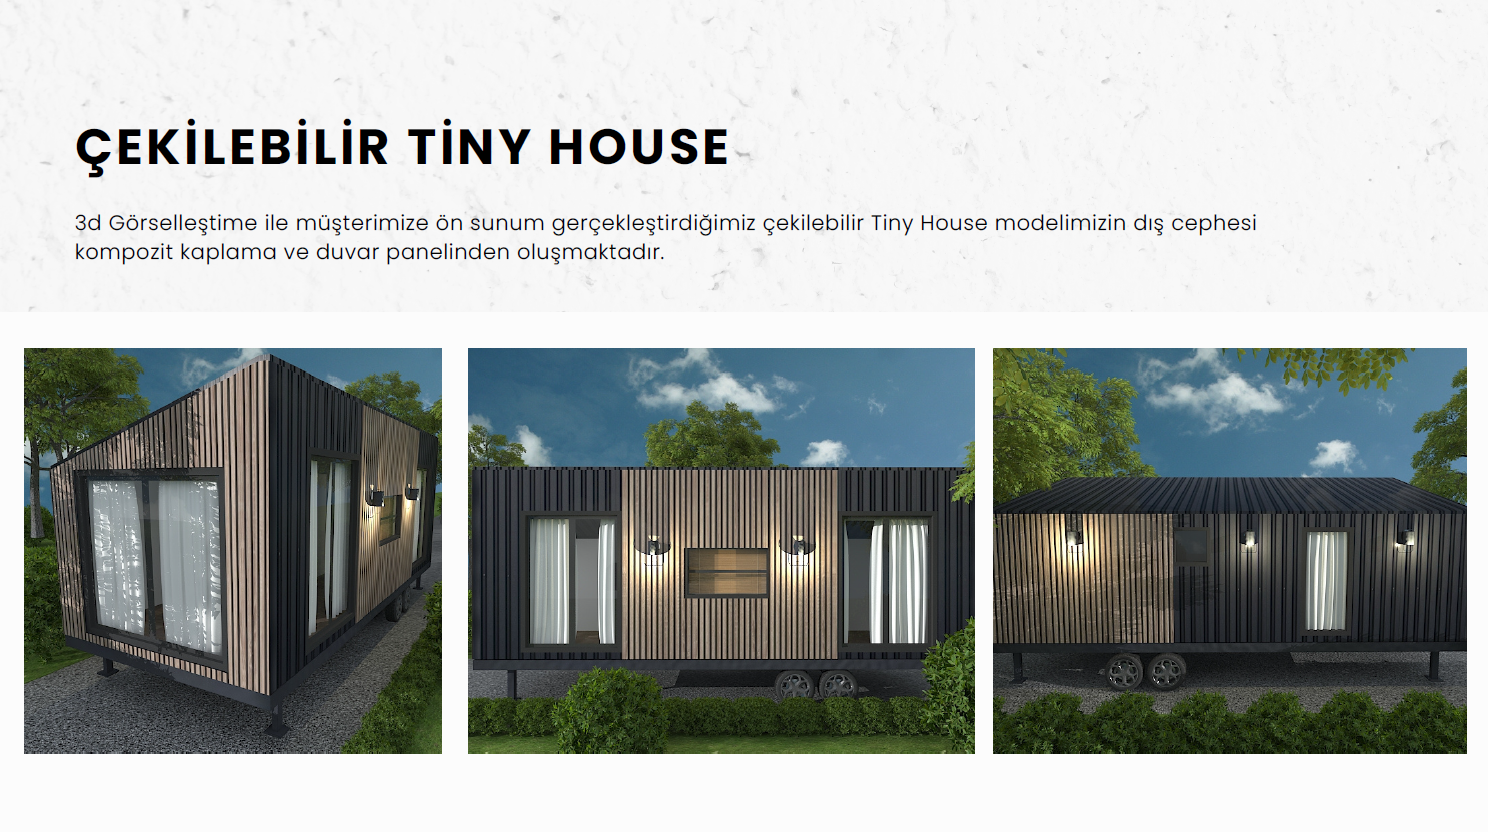 ÇEKİLEBİLİR TİNY HOUSE
3d Görselleştime ile müşterimize ön sunum gerçekleştirdiğimiz çekilebilir Tiny House modelimizin dış cephesi
kompozit kaplama ve duvar panelinden oluşmaktadır.